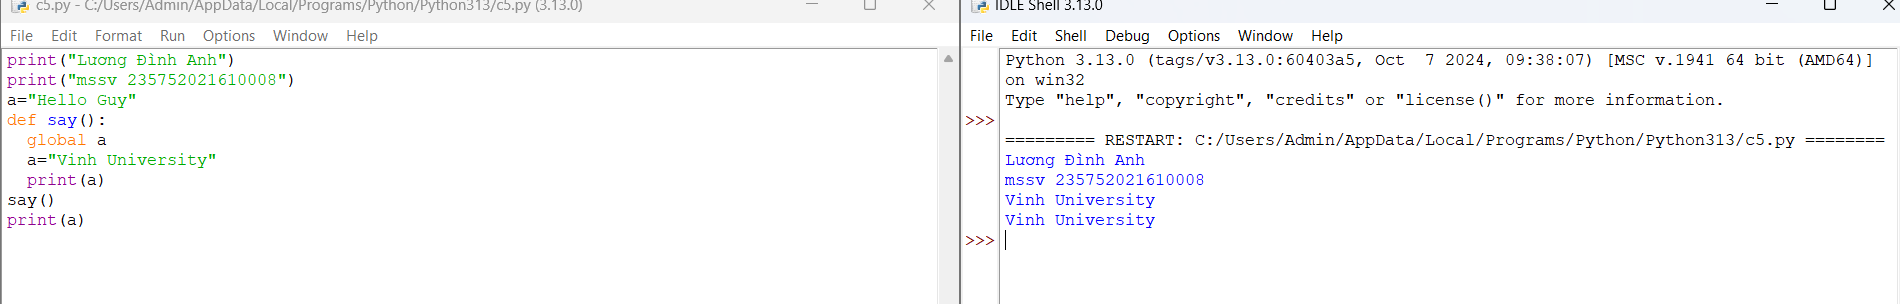 c5.py - C:/Users/Admin/AppData/Local/Programs/Python/Python313/c5.py (3.13.0)
File Edit Format Run Options Window Help
print("Lương Đình Anh")
print("mssv 235752021610008")
a="Hello Guy"
def say():
  global a
  a="Vinh University"
  print(a)
say()
print(a)
IDLE Shell 3.13.0
File Edit Shell Debug Options Window Help
Python 3.13.0 (tags/v3.13.0:60403a5, Oct  7 2024, 09:38:07) [MSC v.1941 64 bit (AMD64)]
on win32
Type "help", "copyright", "credits" or "license()" for more information.
>>>
========= RESTART: C:/Users/Admin/AppData/Local/Programs/Python/Python313/c5.py ========
Lương Đình Anh
mssv 235752021610008
Vinh University
Vinh University
>>>